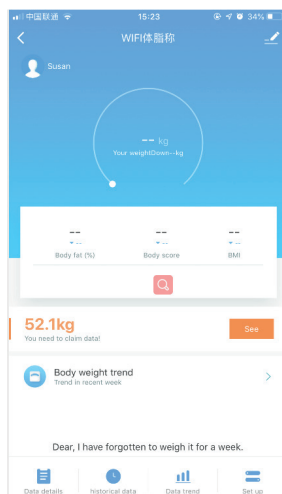 中国联通 15:23 34%
WIFI体脂称
Susan
-- kg
Your weightDown--kg
-- -- --
-- -- --
Body fat (%) Body score BMI
52.1kg
You need to claim data!
See
Body weight trend
Trend in recent week
Dear, I have forgotten to weigh it for a week.
Data details historical data Data trend Set up